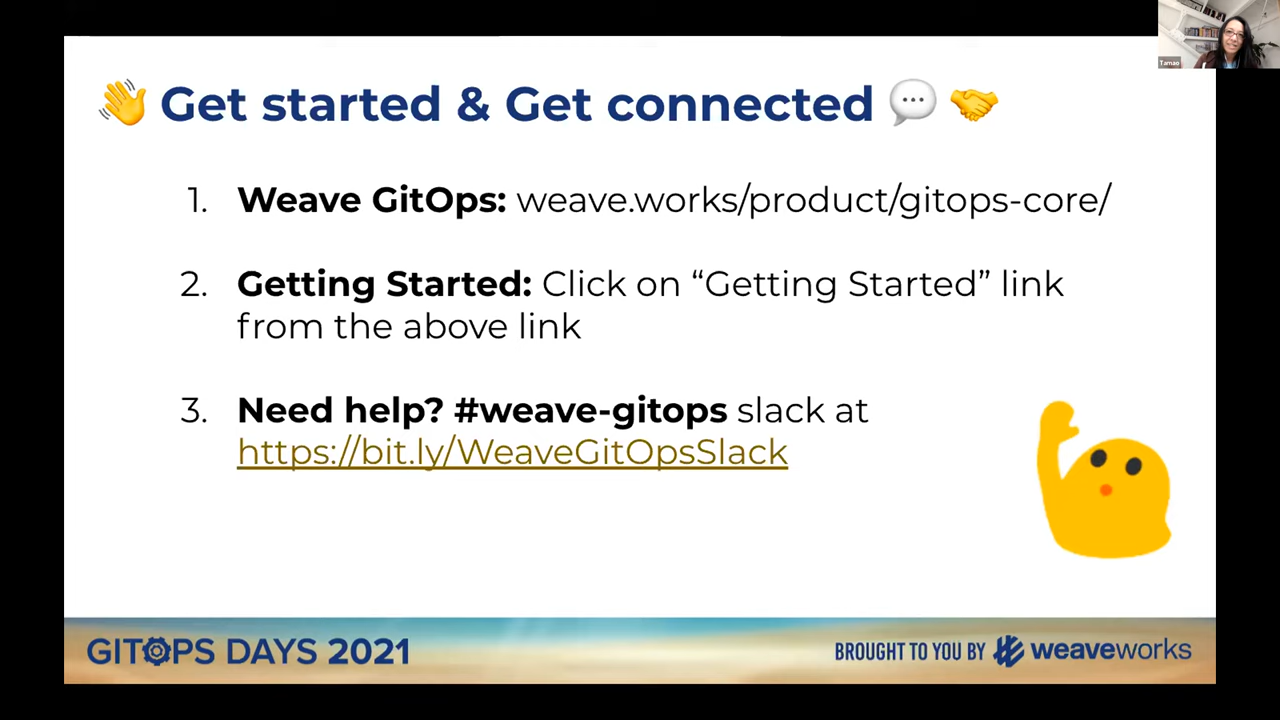 Tamao
👋 Get started & Get connected 💬 🤝
1. Weave GitOps: weave.works/product/gitops-core/
2. Getting Started: Click on “Getting Started” link
from the above link
3. Need help? #weave-gitops slack at
https://bit.ly/WeaveGitOpsSlack
GITOPS DAYS 2021
BROUGHT TO YOU BY weaveworks